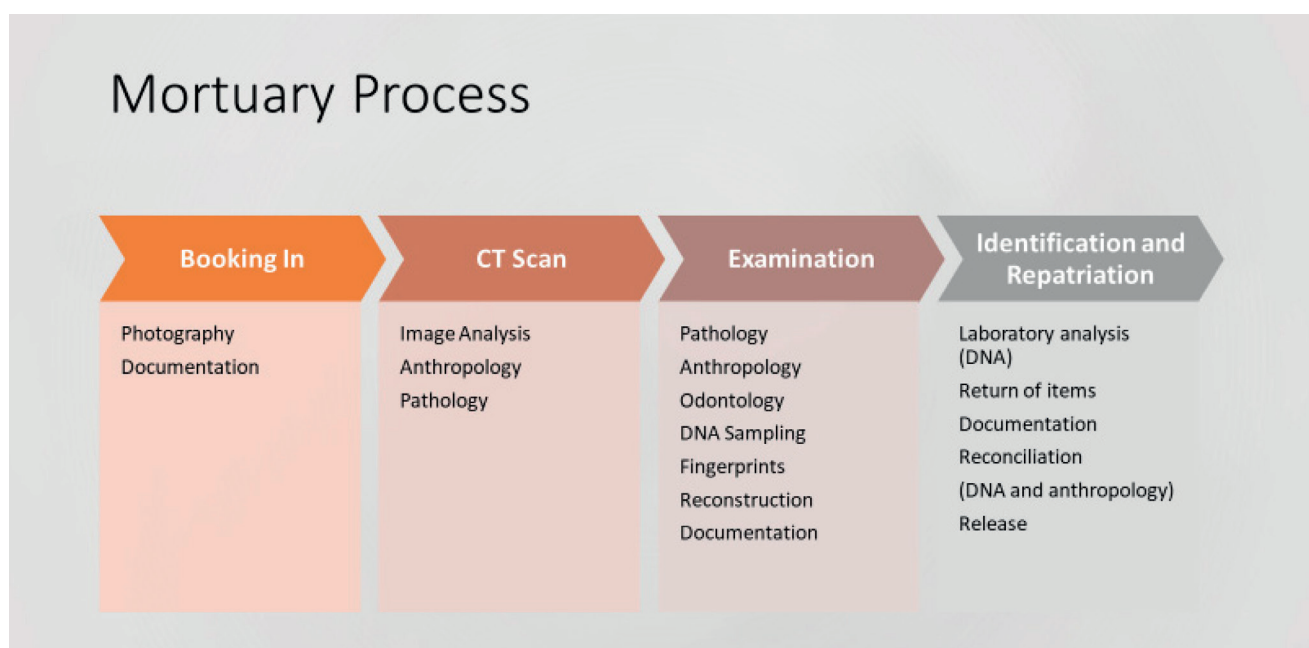 Mortuary Process
Booking In
Photography
Documentation
CT Scan
Image Analysis
Anthropology
Pathology
Examination
Pathology
Anthropology
Odontology
DNA Sampling
Fingerprints
Reconstruction
Documentation
Identification and
Repatriation
Laboratory analysis
(DNA)
Return of items
Documentation
Reconciliation
(DNA and anthropology)
Release